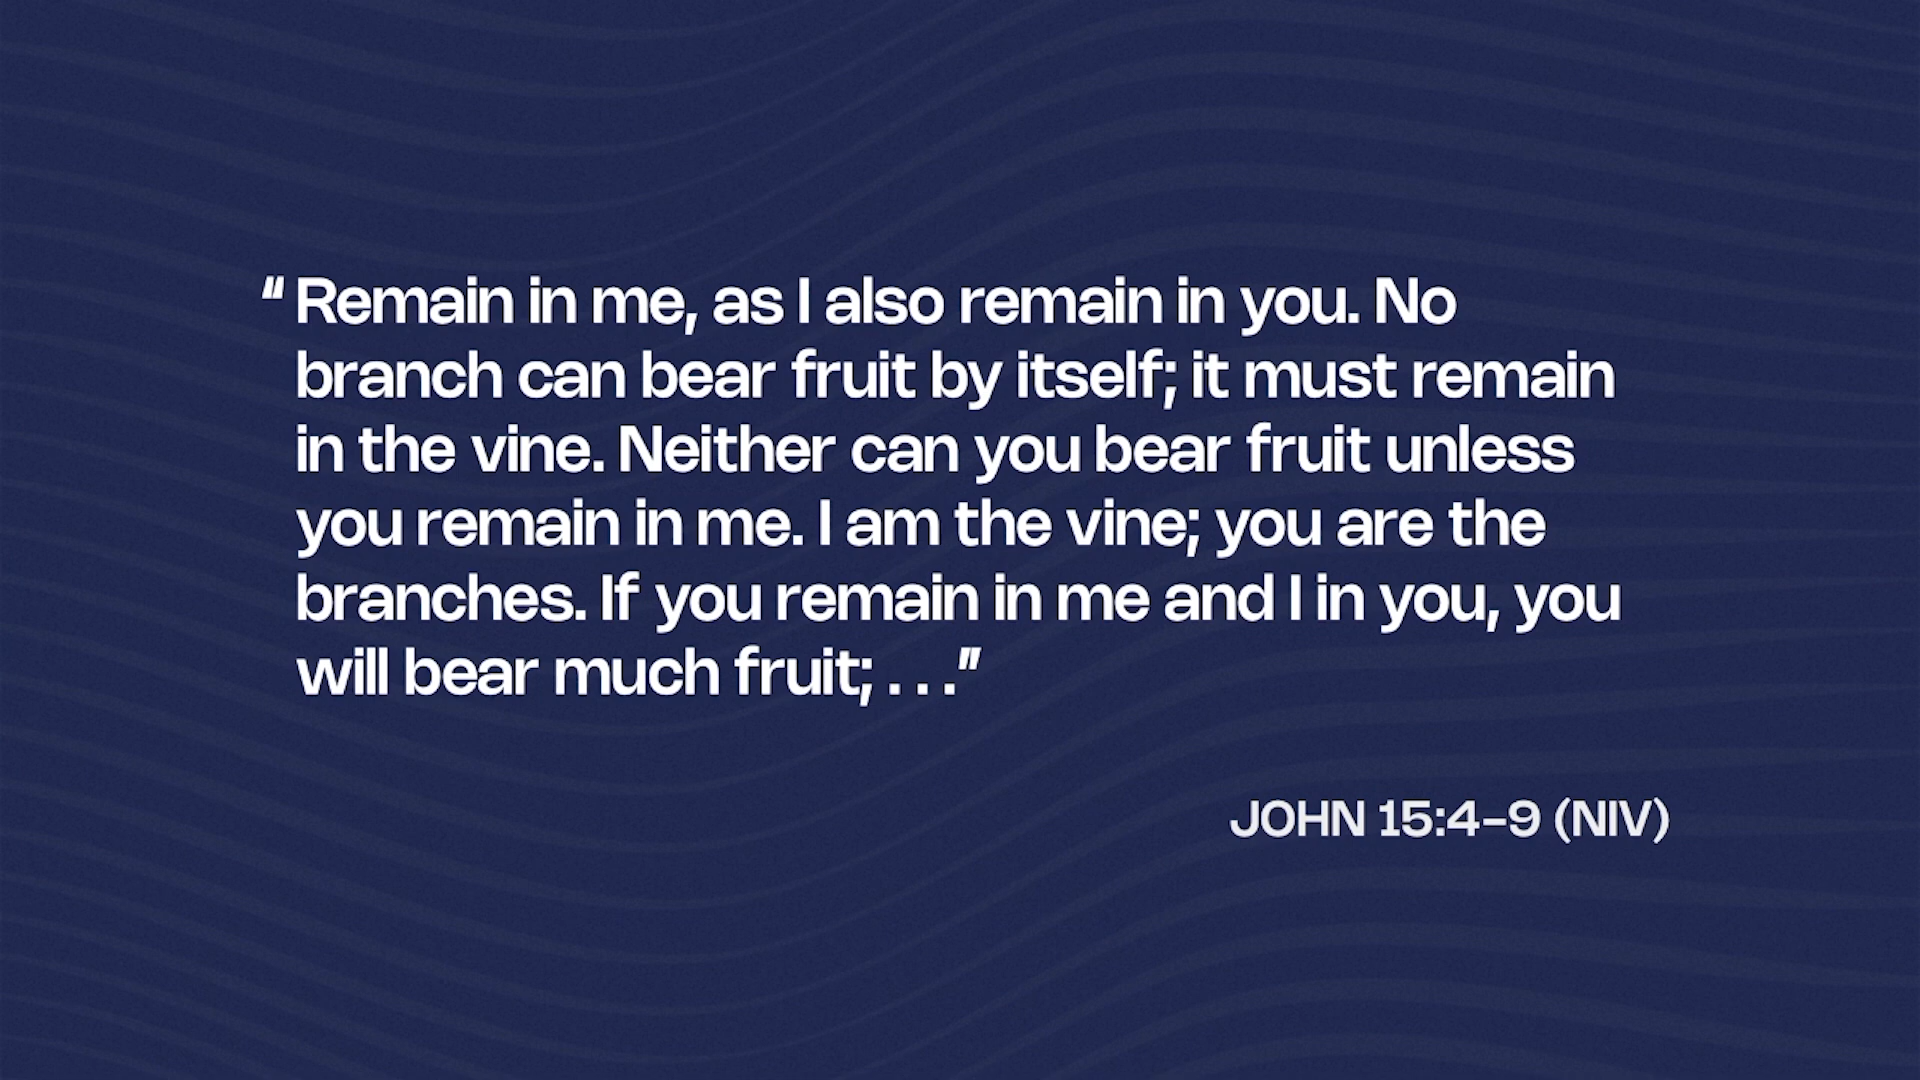 "Remain in me, as I also remain in you. No
branch can bear fruit by itself; it must remain
in the vine. Neither can you bear fruit unless
you remain in me. I am the vine; you are the
branches. If you remain in me and I in you, you
will bear much fruit; . . ."
JOHN 15:4–9 (NIV)